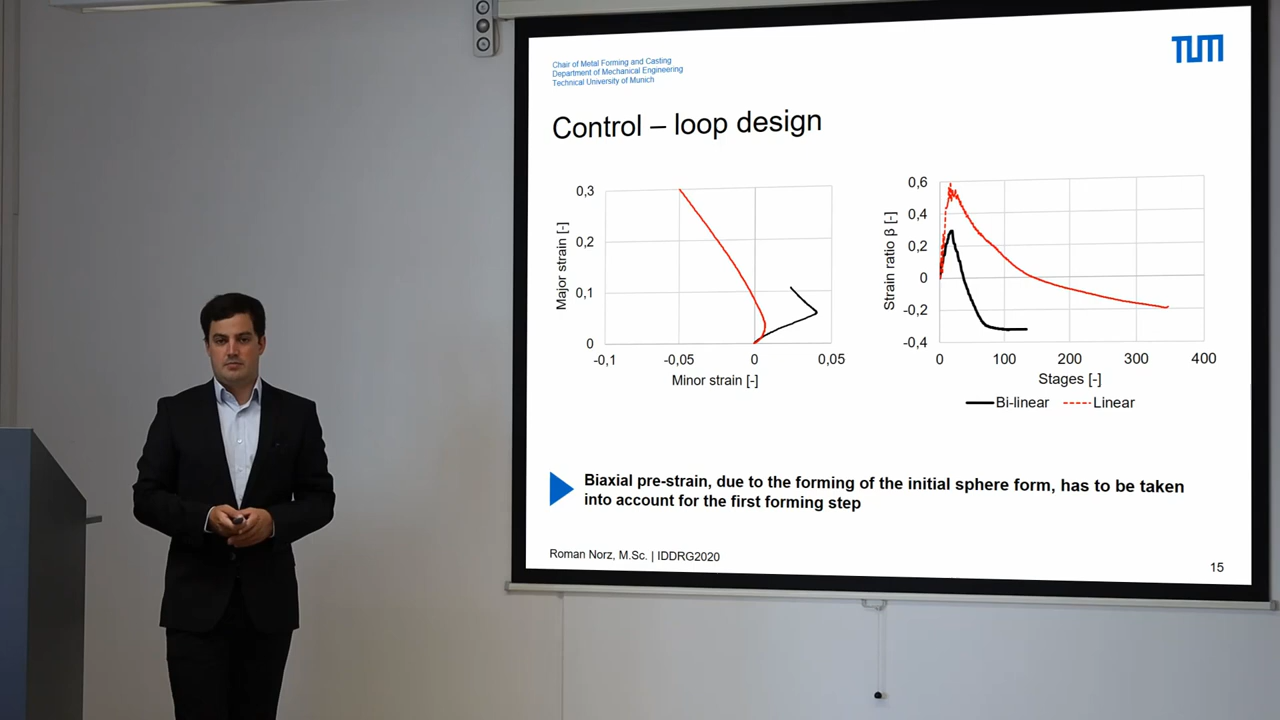 Chair of Metal Forming and Casting
Department of Mechanical Engineering
Technical University of Munich
TUM
Control – loop design
0,3
0,2
0,1
0
-0,1
-0,05
0
0,05
Major strain [-]
Minor strain [-]
0,6
0,4
0,2
0
-0,2
-0,4
0
100
200
300
400
Strain ratio β [-]
Stages [-]
Bi-linear
Linear
Biaxial pre-strain, due to the forming of the initial sphere form, has to be taken
into account for the first forming step
Roman Norz, M.Sc. | IDDRG2020
15